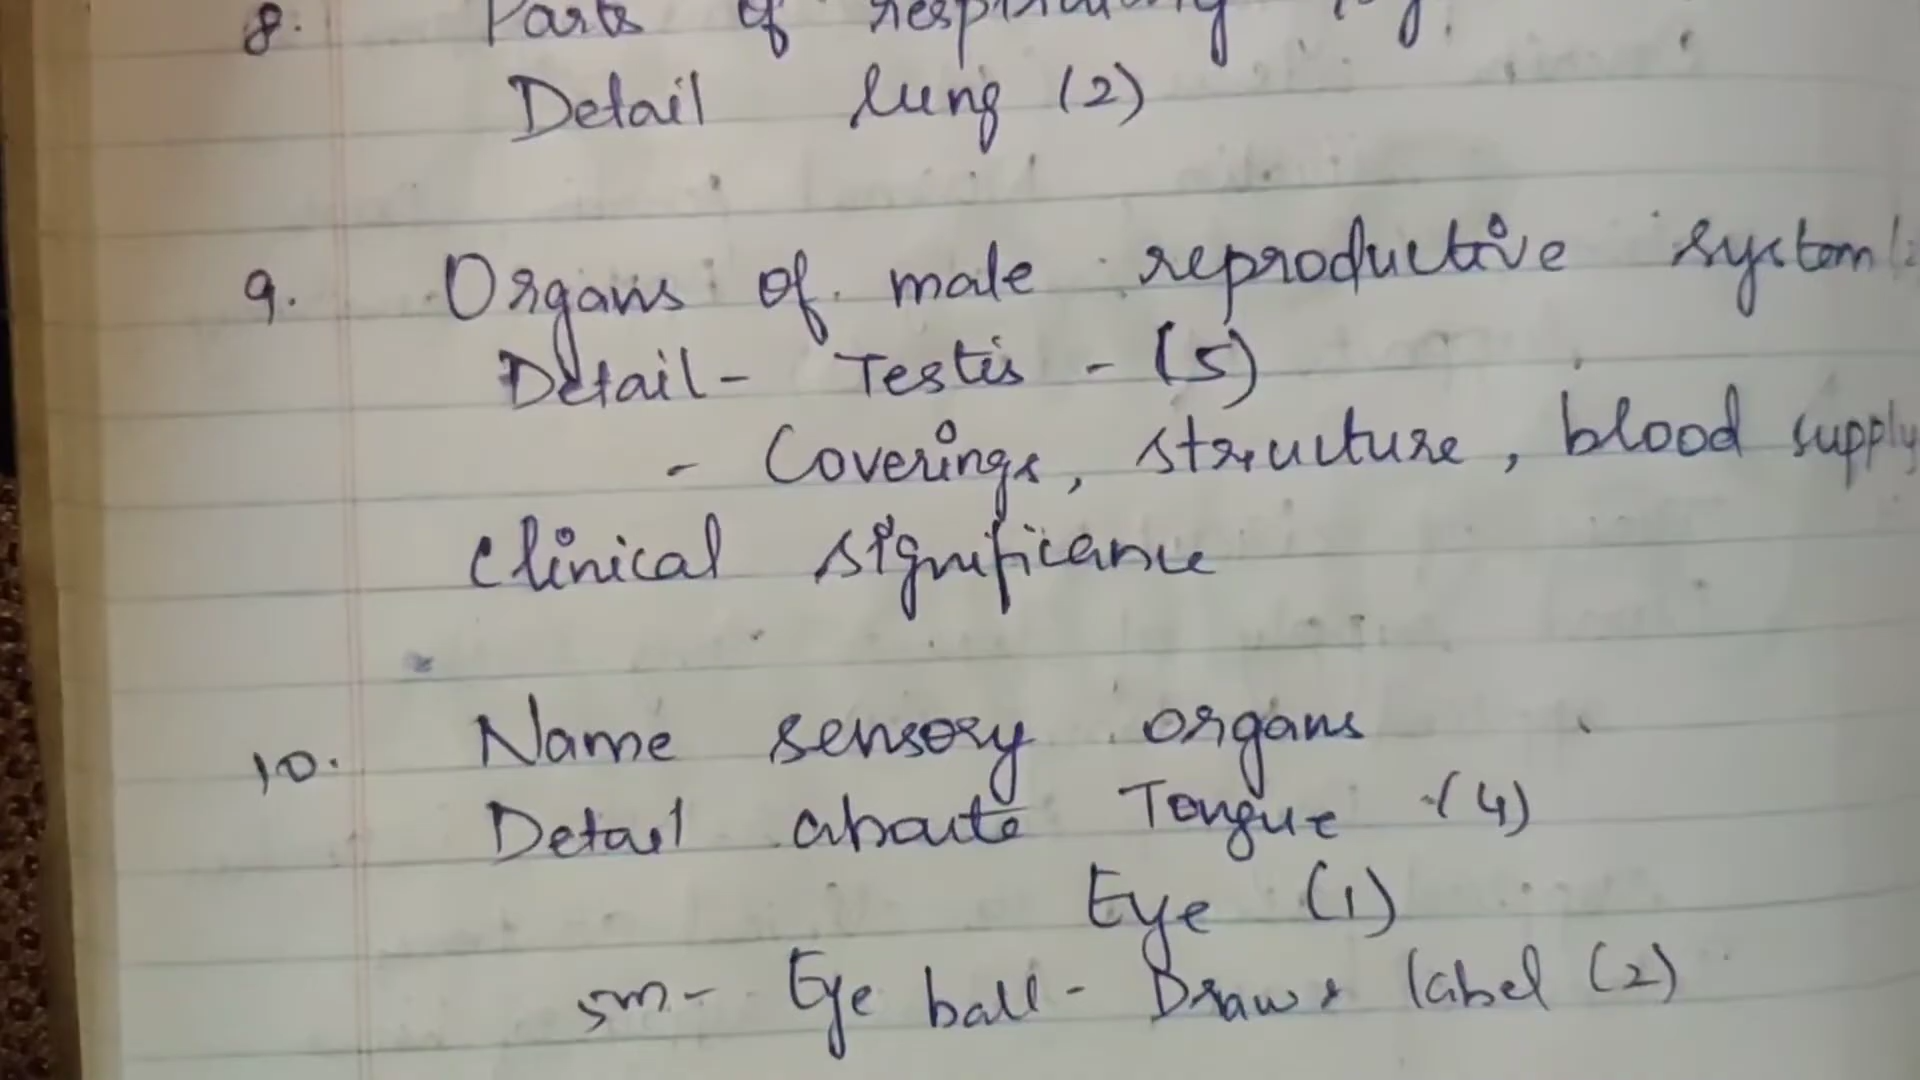 8. Parts of respiratory
Detail lung (2)
9. Organs of male reproductive system
Detail - Testis - (5)
- Coverings, structure, blood supply
clinical significance
10. Name sensory organs
Detail aboute Tongue (4)
Eye (1)
5m - Eye ball - Draw & label (2)